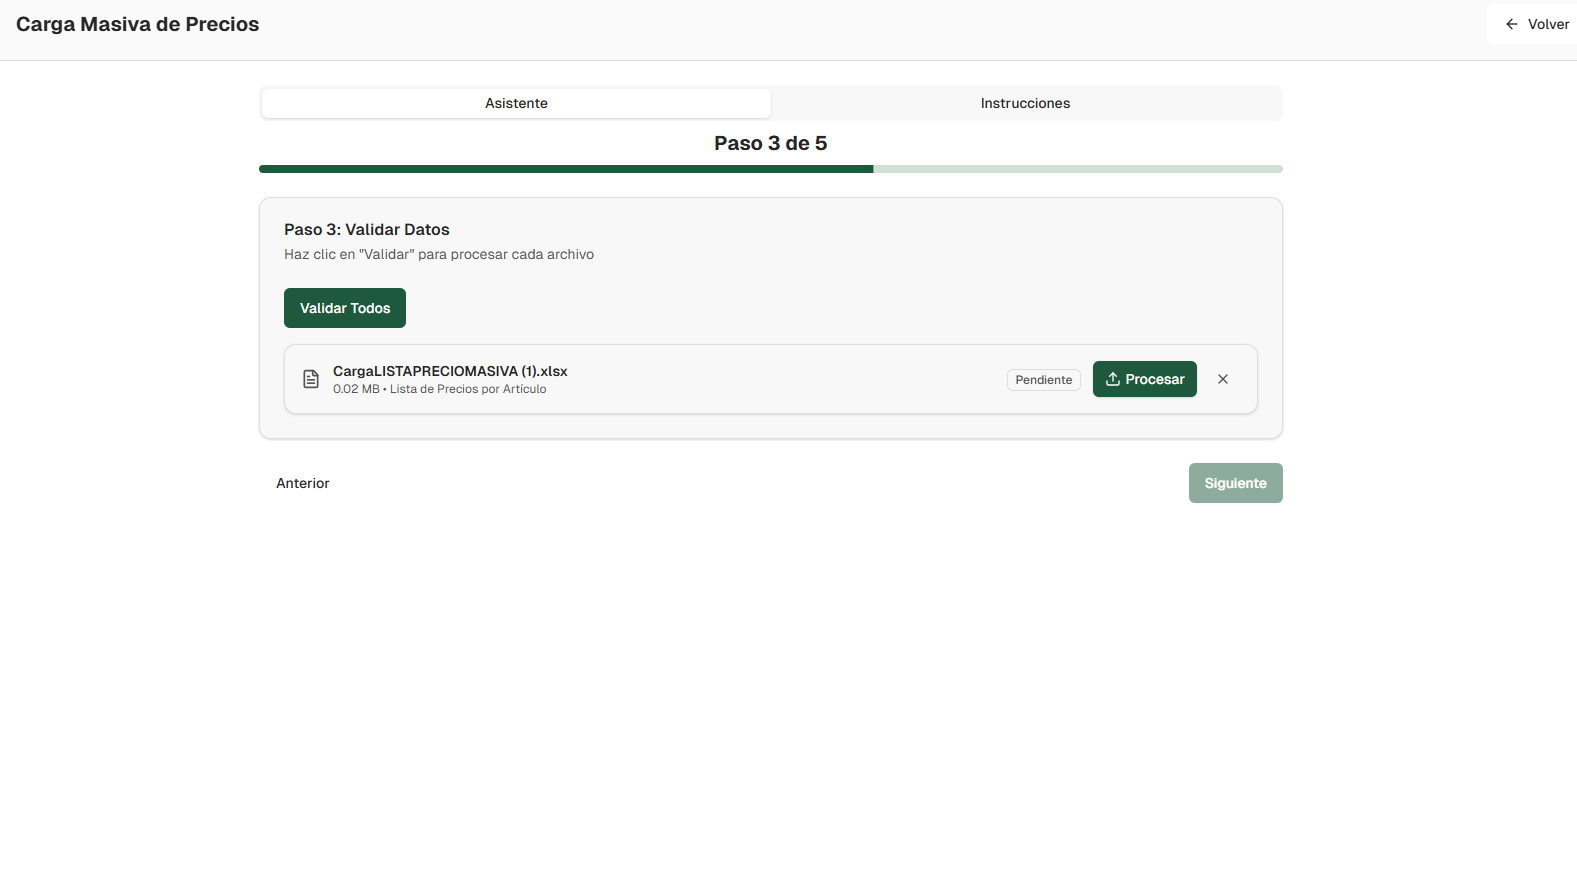 Carga Masiva de Precios
Volver
Asistente
Instrucciones
Paso 3 de 5
Paso 3: Validar Datos
Haz clic en "Validar" para procesar cada archivo
Validar Todos
CargaLISTAPRECIOMASIVA (1).xlsx
0.02 MB • Lista de Precios por Artículo
Pendiente
Procesar
Anterior
Siguiente